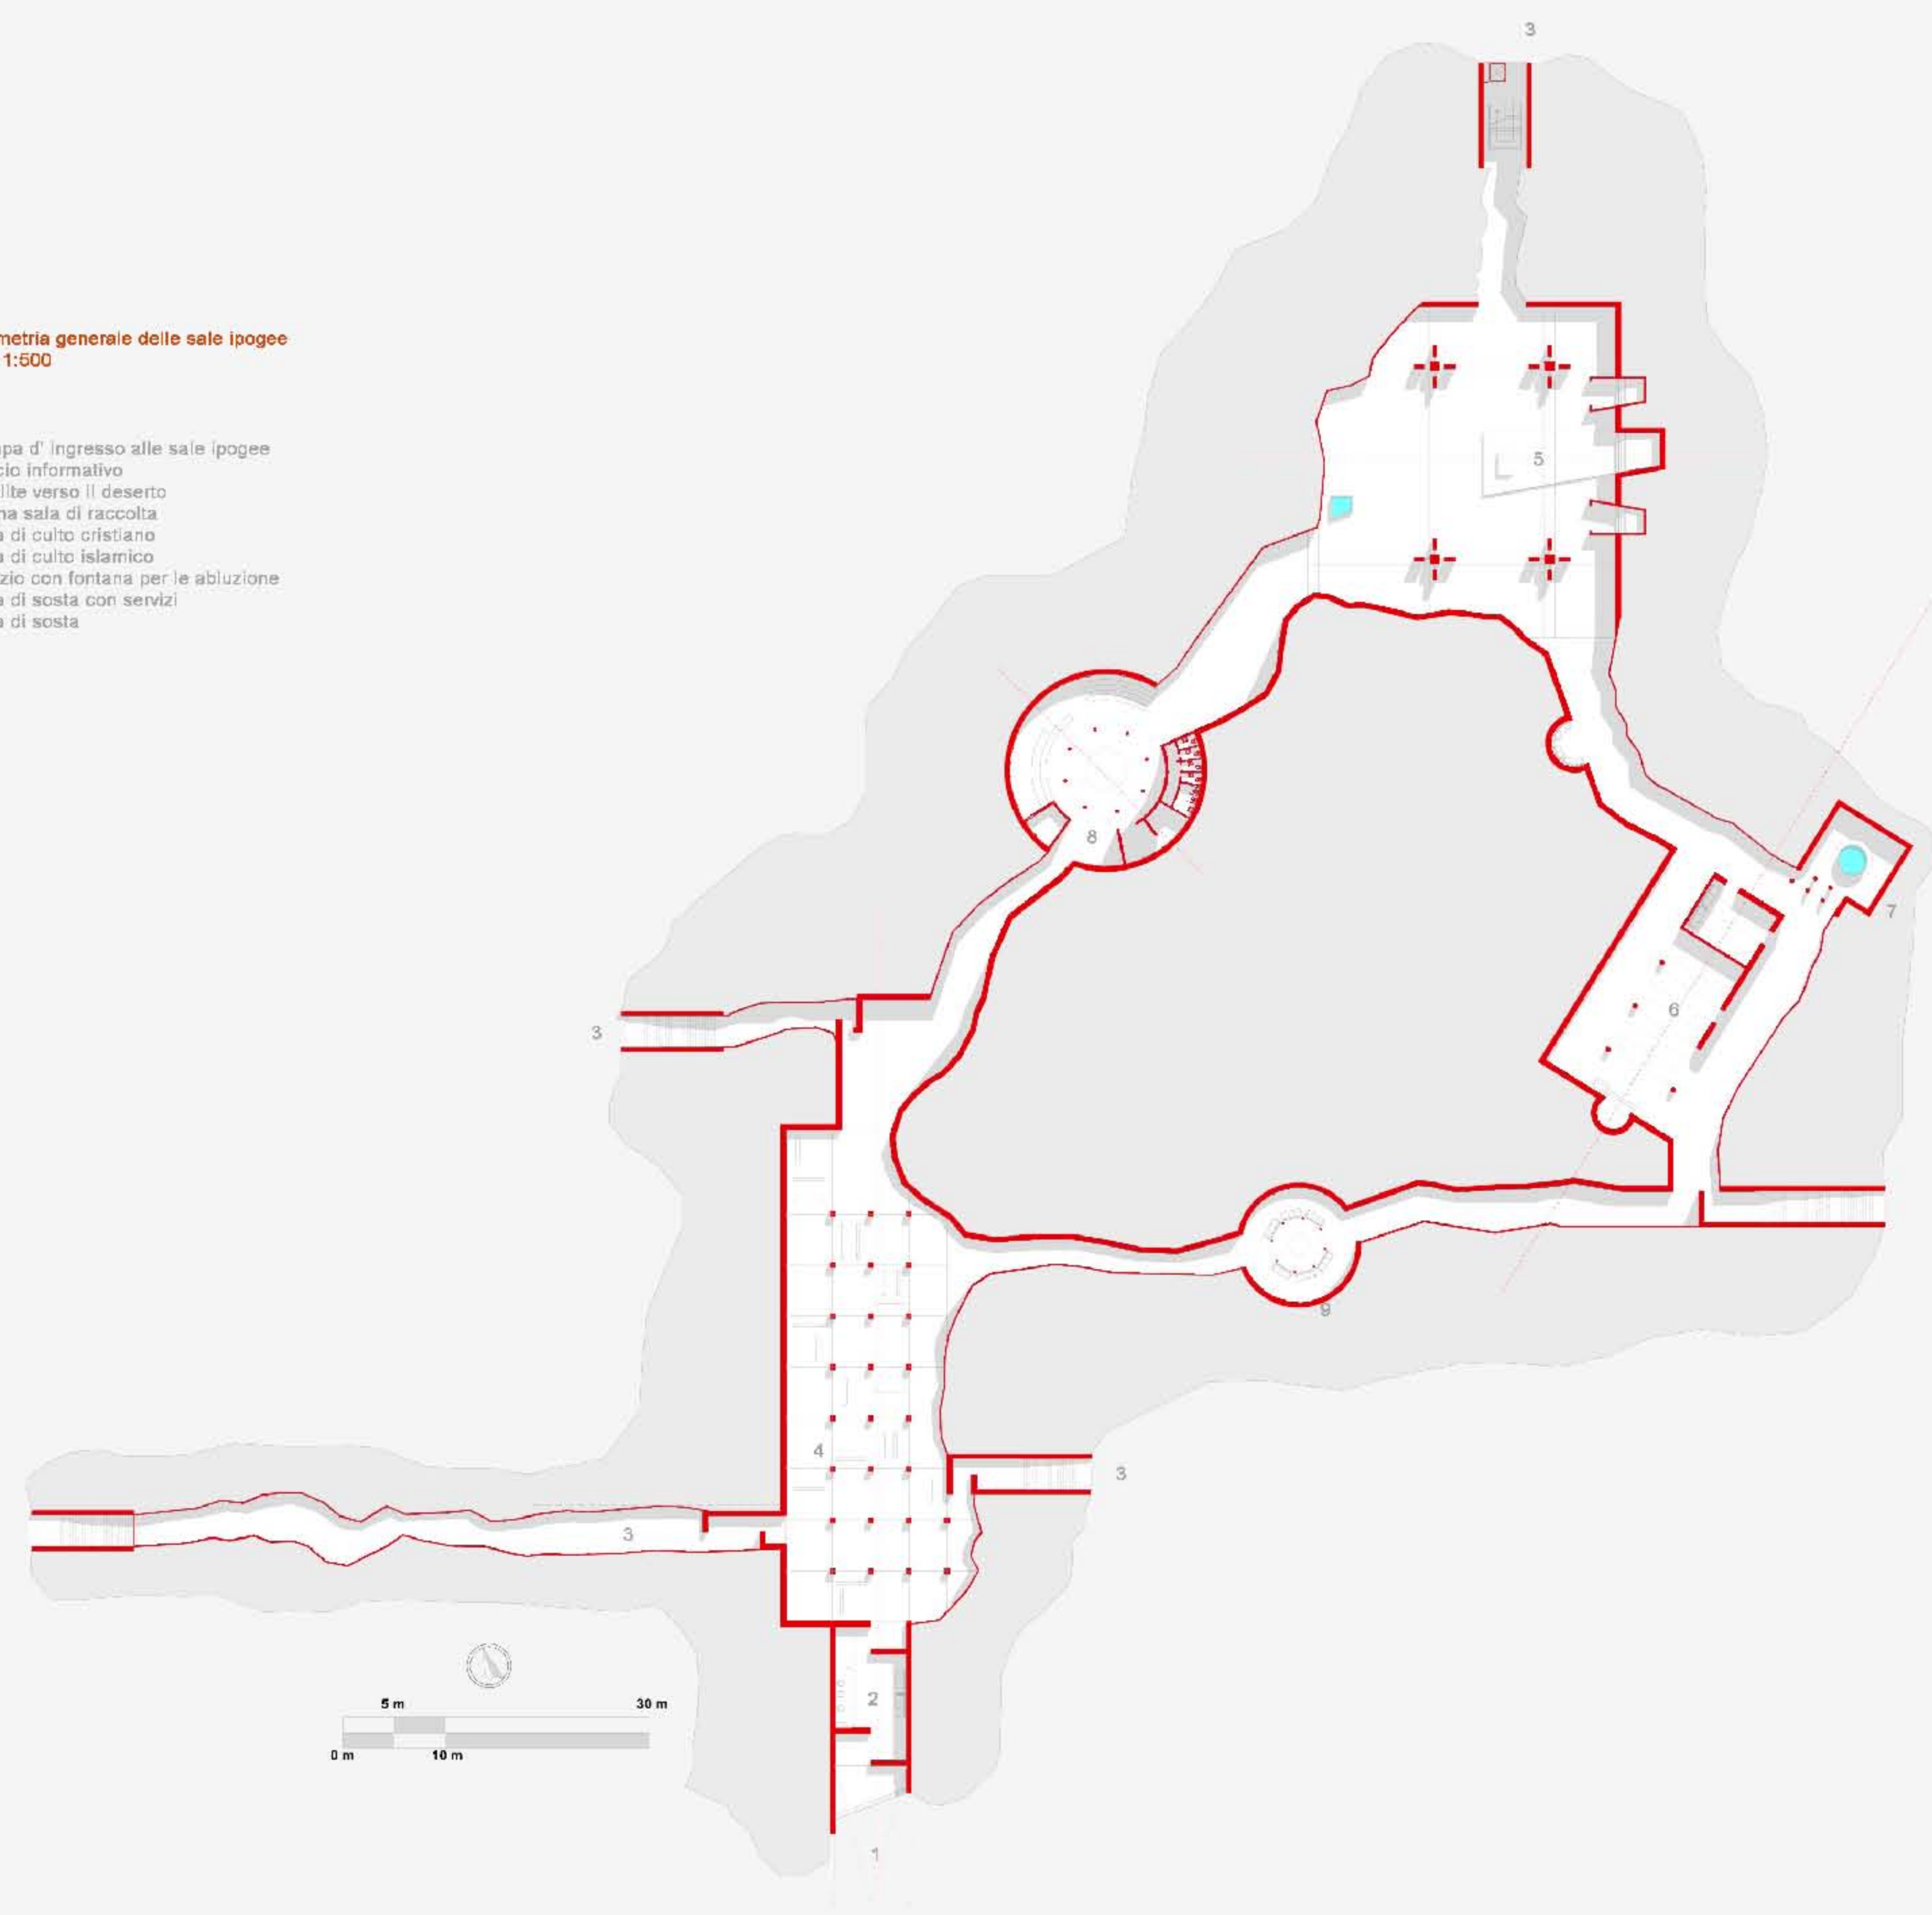 metria generale delle sale ipogee
1:500
pa d' ingresso alle sale ipogee
cio informativo
lite verso il deserto
na sala di raccolta
a di culto cristiano
a di culto islamico
zio con fontana per le abluzione
a di sosta con servizi
a di sosta
3
5
8
7
6
3
9
4
3
3
2
5 m
30 m
0 m
10 m
1